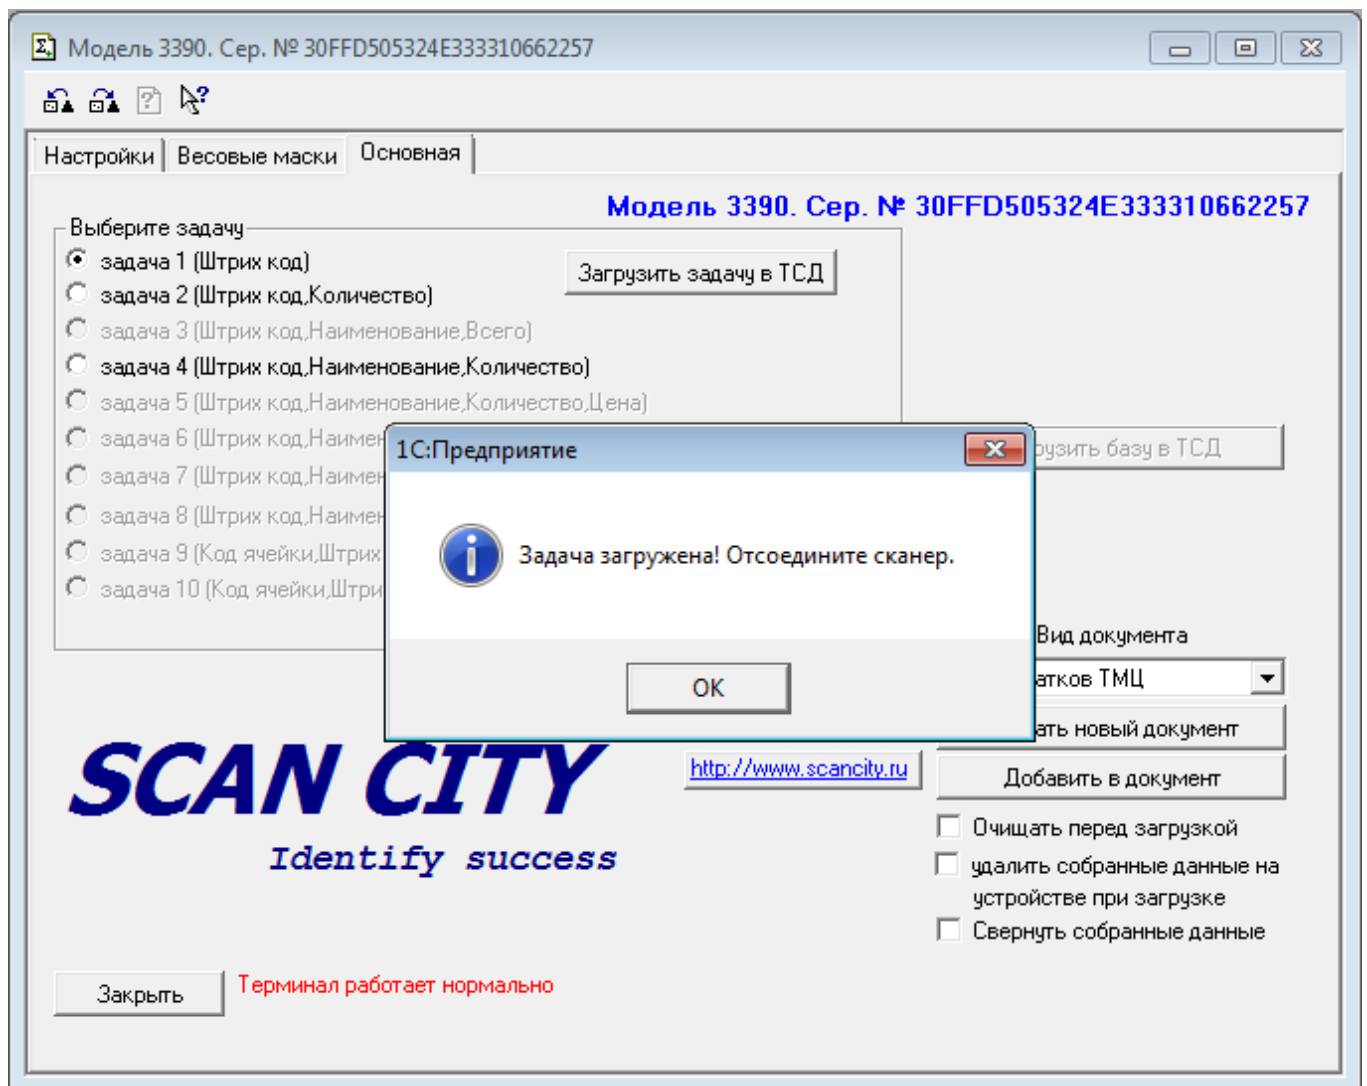 Модель 3390. Сер. № 30FFD505324E333310662257
Настройки Весовые маски Основная
Модель 3390. Сер. № 30FFD505324E333310662257
Выберите задачу
задача 1 (Штрих код)
Загрузить задачу в ТСД
задача 2 (Штрих код,Количество)
задача 3 (Штрих код,Наименование,Всего)
задача 4 (Штрих код,Наименование,Количество)
задача 5 (Штрих код,Наименование,Количество,Цена)
задача 6 (Штрих код,Наимен
задача 7 (Штрих код,Наимен
задача 8 (Штрих код,Наимен
задача 9 (Код ячейки,Штрих
задача 10 (Код ячейки,Штри
1С:Предприятие
Задача загружена! Отсоедините сканер.
OK
рузить базу в ТСД
Вид документа
атков ТМЦ
ать новый документ
Добавить в документ
Очищать перед загрузкой
удалить собранные данные на
устройстве при загрузке
Свернуть собранные данные
SCAN CITY
Identify success
http://www.scancity.ru
Закрыть
Терминал работает нормально